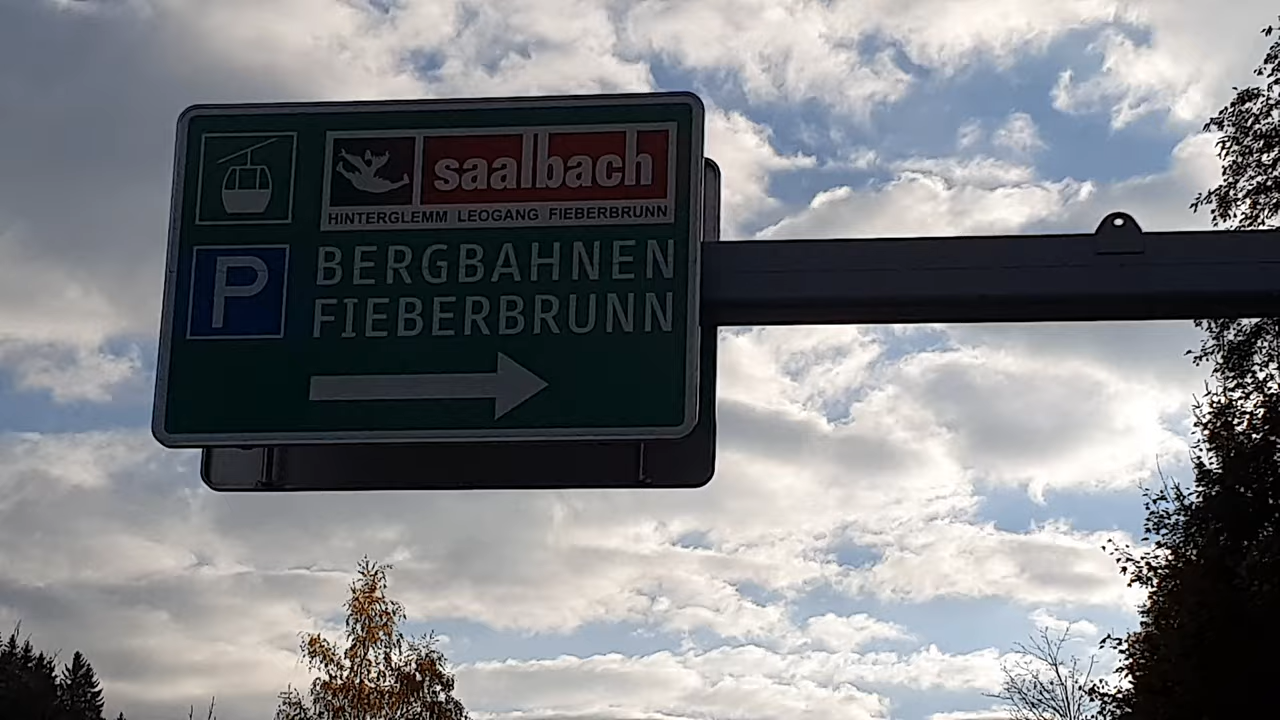 saalbach
HINTERGLEMM LEOGANG FIEBERBRUNN
P
BERGBAHNEN
FIEBERBRUNN